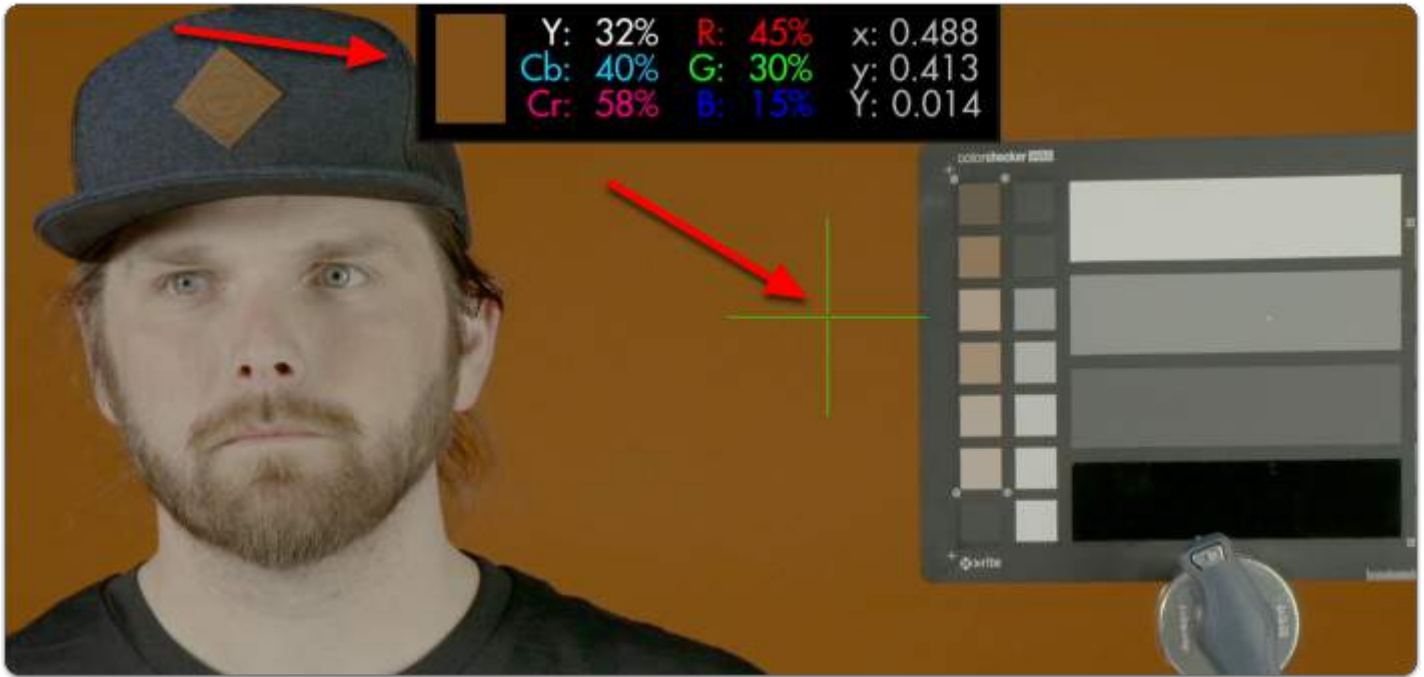 Y: 32% R: 45% x: 0.488
Cb: 40% G: 30% y: 0.413
Cr: 58% B: 15% Y: 0.014
colorchecker
x-rite